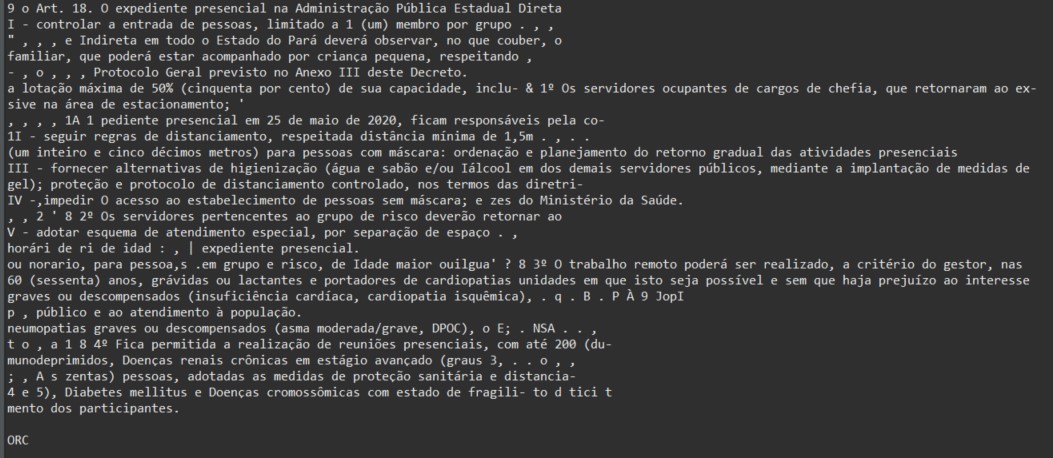 9 o Art. 18. O expediente presencial na Administração Pública Estadual Direta
I - controlar a entrada de pessoas, limitado a 1 (um) membro por grupo . , ,
" , , , e Indireta em todo o Estado do Pará deverá observar, no que couber, o
familiar, que poderá estar acompanhado por criança pequena, respeitando ,
- , o , , , Protocolo Geral previsto no Anexo III deste Decreto.
a lotação máxima de 50% (cinquenta por cento) de sua capacidade, inclu- & 1º Os servidores ocupantes de cargos de chefia, que retornaram ao ex-
sive na área de estacionamento; '
, , , , 1A 1 pediente presencial em 25 de maio de 2020, ficam responsáveis pela co-
1I - seguir regras de distanciamento, respeitada distância mínima de 1,5m . , . .
(um inteiro e cinco décimos metros) para pessoas com máscara: ordenação e planejamento do retorno gradual das atividades presenciais
III - fornecer alternativas de higienização (água e sabão e/ou Iálcool em dos demais servidores públicos, mediante a implantação de medidas de
gel); proteção e protocolo de distanciamento controlado, nos termos das diretri-
IV -,impedir O acesso ao estabelecimento de pessoas sem máscara; e zes do Ministério da Saúde.
, , 2 ' 8 2º Os servidores pertencentes ao grupo de risco deverão retornar ao
V - adotar esquema de atendimento especial, por separação de espaço . ,
horári de ri de idad : , | expediente presencial.
ou norario, para pessoa,s .em grupo e risco, de Idade maior ouilgua' ? 8 3º O trabalho remoto poderá ser realizado, a critério do gestor, nas
60 (sessenta) anos, grávidas ou lactantes e portadores de cardiopatias unidades em que isto seja possível e sem que haja prejuízo ao interesse
graves ou descompensados (insuficiência cardíaca, cardiopatia isquêmica), . q . B . P À 9 JopI
p , público e ao atendimento à população.
neumopatias graves ou descompensados (asma moderada/grave, DPOC), o E; . NSA . . ,
t o , a 1 8 4º Fica permitida a realização de reuniões presenciais, com até 200 (du-
munodeprimidos, Doenças renais crônicas em estágio avançado (graus 3, . . o , ,
; , A s zentas) pessoas, adotadas as medidas de proteção sanitária e distancia-
4 e 5), Diabetes mellitus e Doenças cromossômicas com estado de fragili- to d tici t
mento dos participantes.
ORC